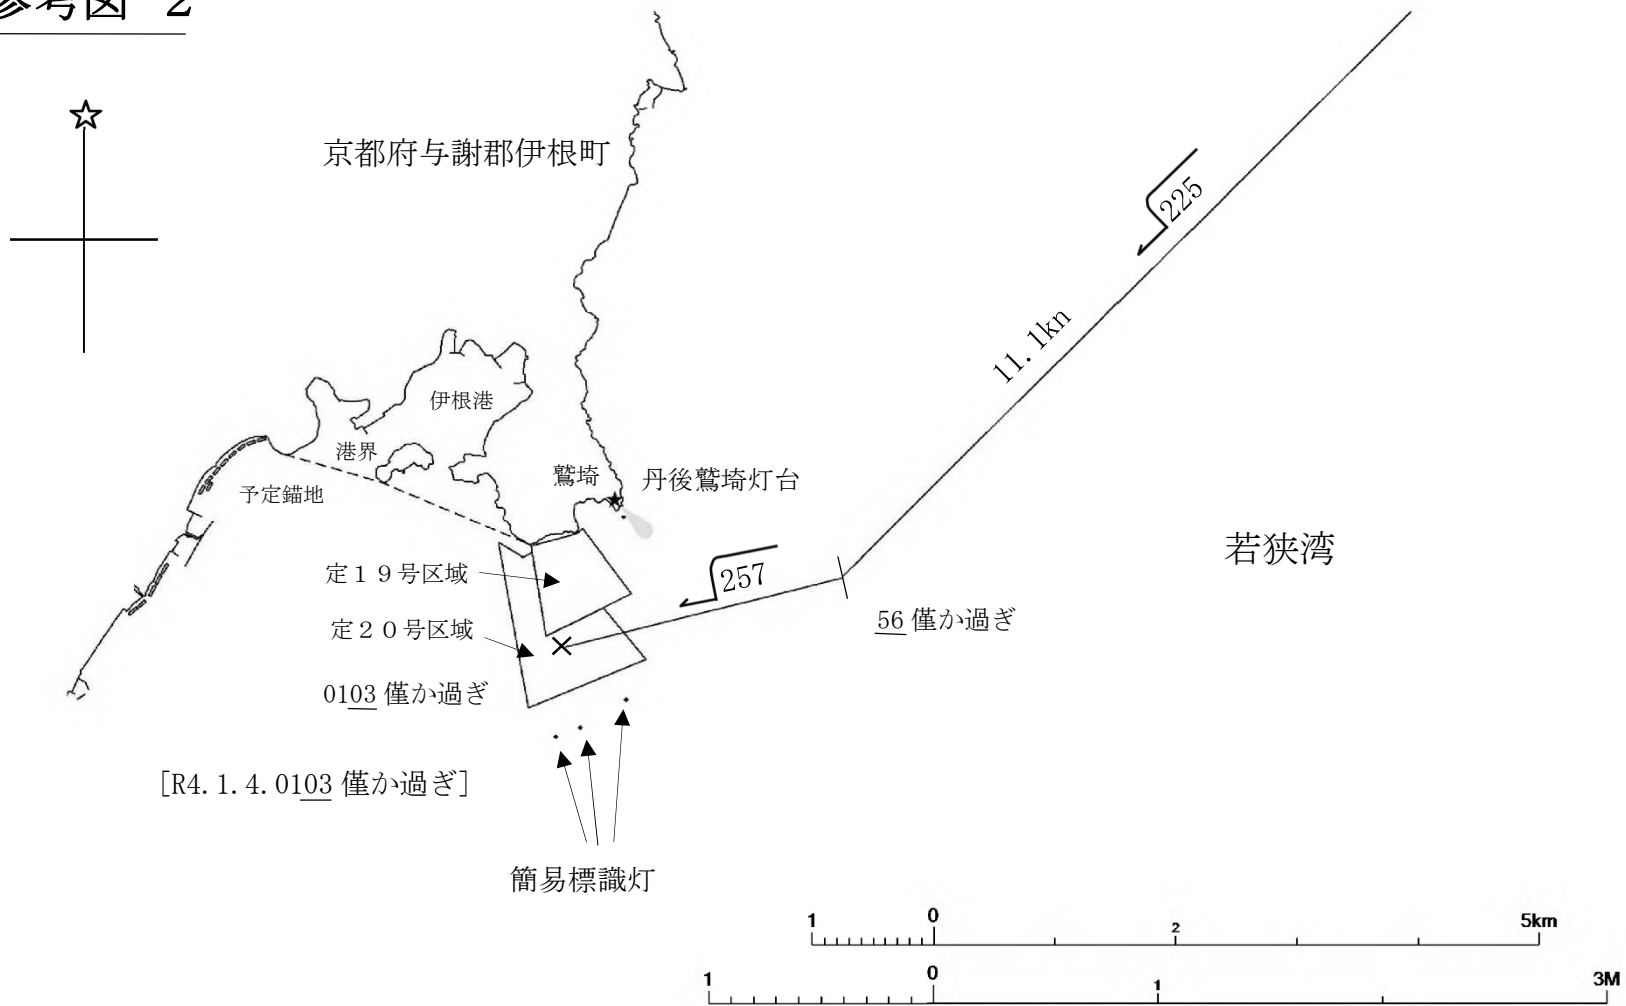 参考図 2
京都府与謝郡伊根町
225
11.1kn
伊根港
港界
予定錨地
鷲埼
丹後鷲埼灯台
若狭湾
定19号区域
257
56 僅か過ぎ
定20号区域
0103 僅か過ぎ
[R4.1.4.0103 僅か過ぎ]
簡易標識灯
1 0 2 5km
1 0 1 3M